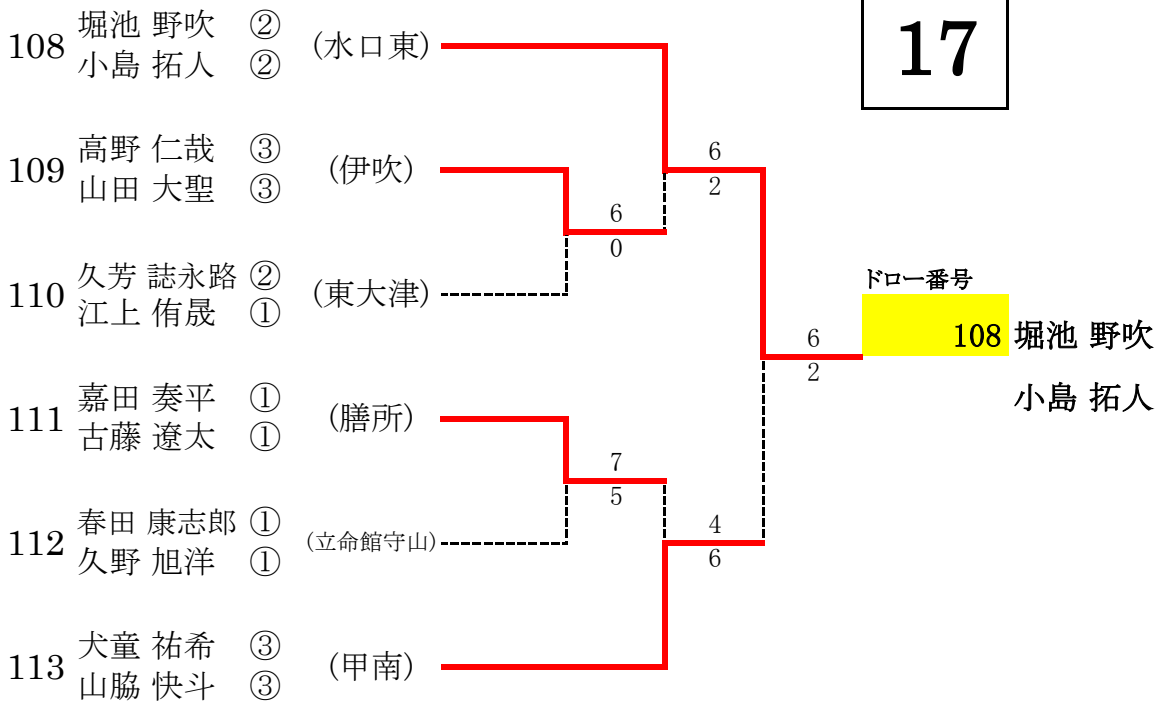 17
108 堀池 野吹 ② (水口東)
小島 拓人 ②
109 高野 仁哉 ③ (伊吹)
山田 大聖 ③
6
2
6
0
110 久芳 誌永路 ② (東大津)
江上 侑晟 ①
ドロー番号
108 堀池 野吹
小島 拓人
6
2
111 嘉田 奏平 ① (膳所)
古藤 遼太 ①
7
5
112 春田 康志郎 ① (立命館守山)
久野 旭洋 ①
4
6
113 犬童 祐希 ③ (甲南)
山脇 快斗 ③